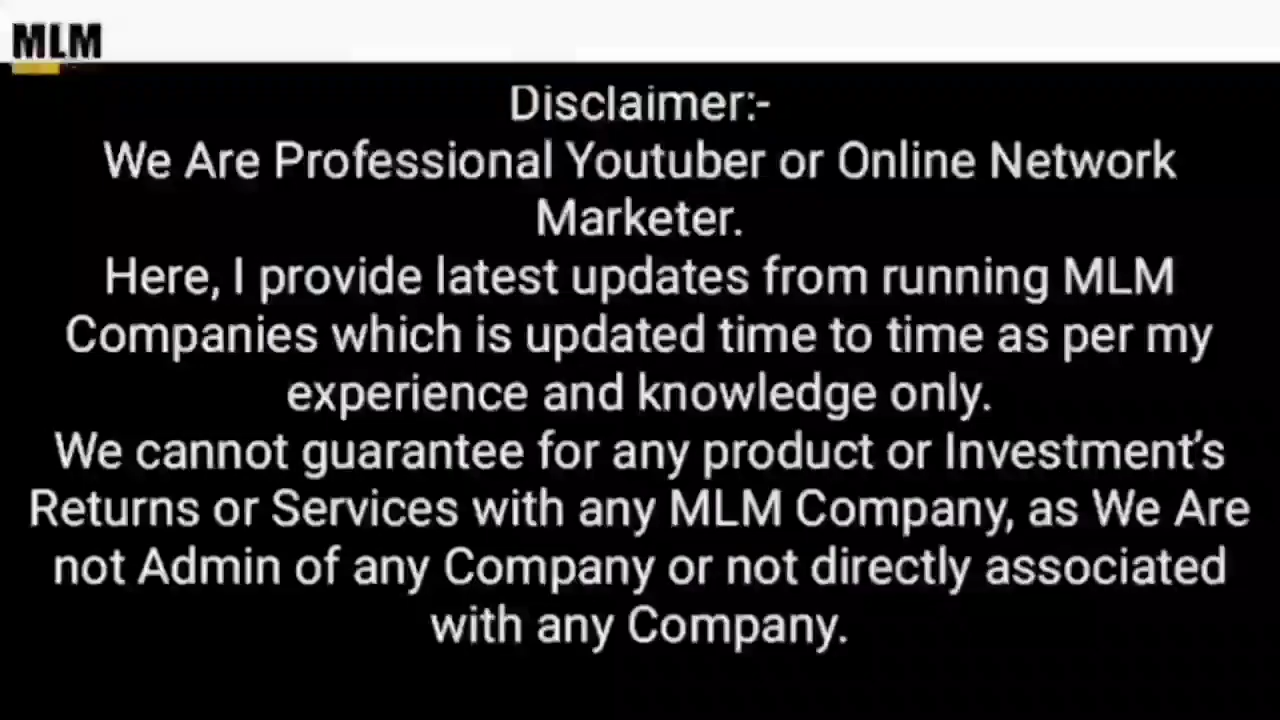 MLM
Disclaimer:-
We Are Professional Youtuber or Online Network
Marketer.
Here, I provide latest updates from running MLM
Companies which is updated time to time as per my
experience and knowledge only.
We cannot guarantee for any product or Investment’s
Returns or Services with any MLM Company, as We Are
not Admin of any Company or not directly associated
with any Company.